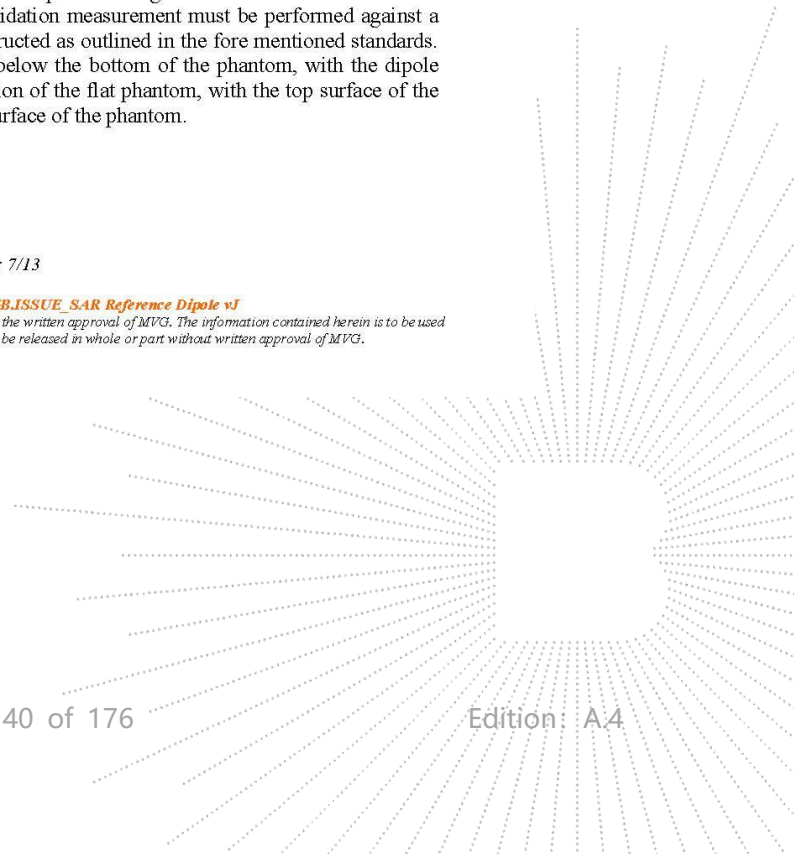 idation measurement must be performed against a
ructed as outlined in the fore mentioned standards.
below the bottom of the phantom, with the dipole
ion of the flat phantom, with the top surface of the
urface of the phantom.
: 7/13
B.ISSUE_SAR Reference Dipole vJ
the written approval of MVG. The information contained herein is to be used
be released in whole or part without written approval of MVG.
40 of 176
Edition: A.4